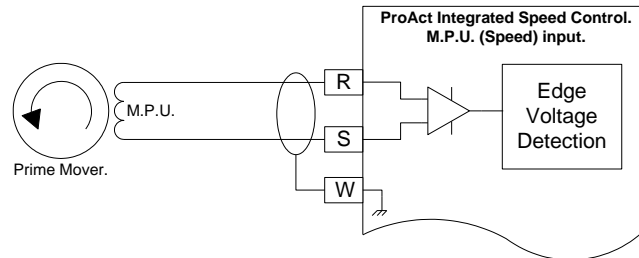 ProAct Integrated Speed Control.
M.P.U. (Speed) input.
R
M.P.U.
S
W
Edge
Voltage
Detection
Prime Mover.